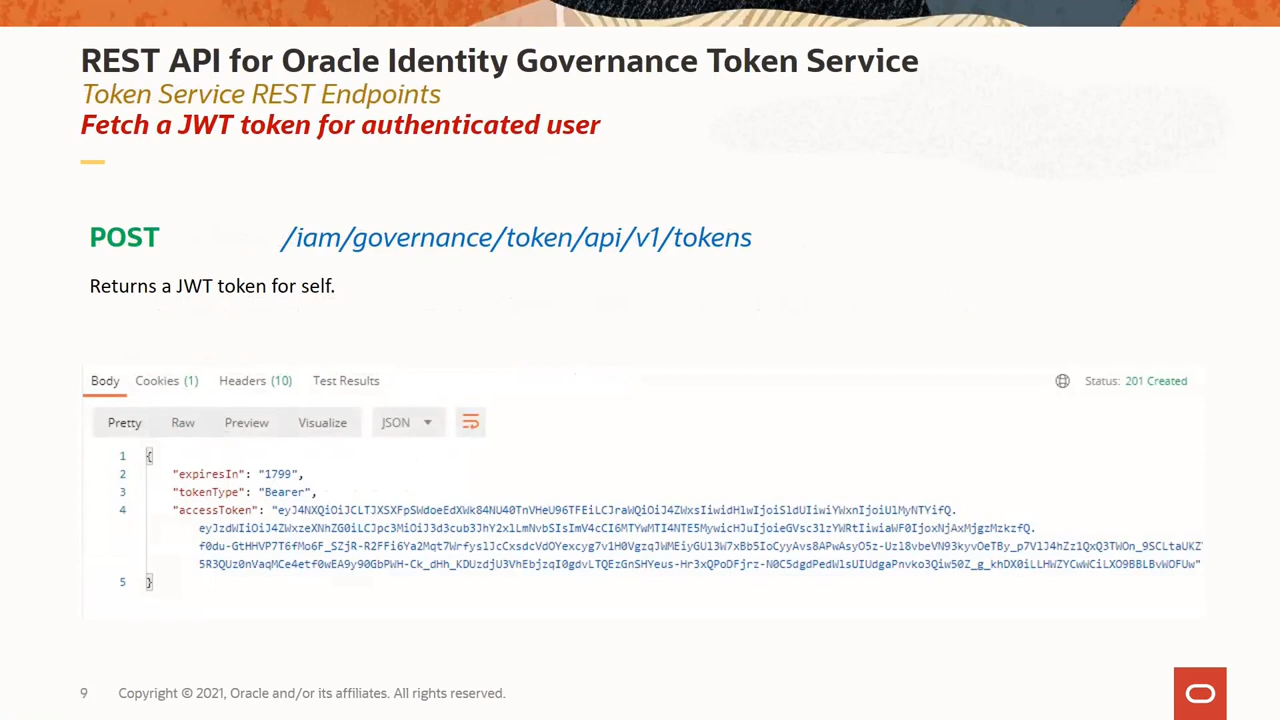 REST API for Oracle Identity Governance Token Service
Token Service REST Endpoints
Fetch a JWT token for authenticated user
POST /iam/governance/token/api/v1/tokens
Returns a JWT token for self.
Body Cookies (1) Headers (10) Test Results Status: 201 Created
Pretty Raw Preview Visualize JSON
1 {
2 "expiresIn": "1799",
3 "tokenType": "Bearer",
4 "accessToken":
5 }
9 Copyright © 2021, Oracle and/or its affiliates. All rights reserved.